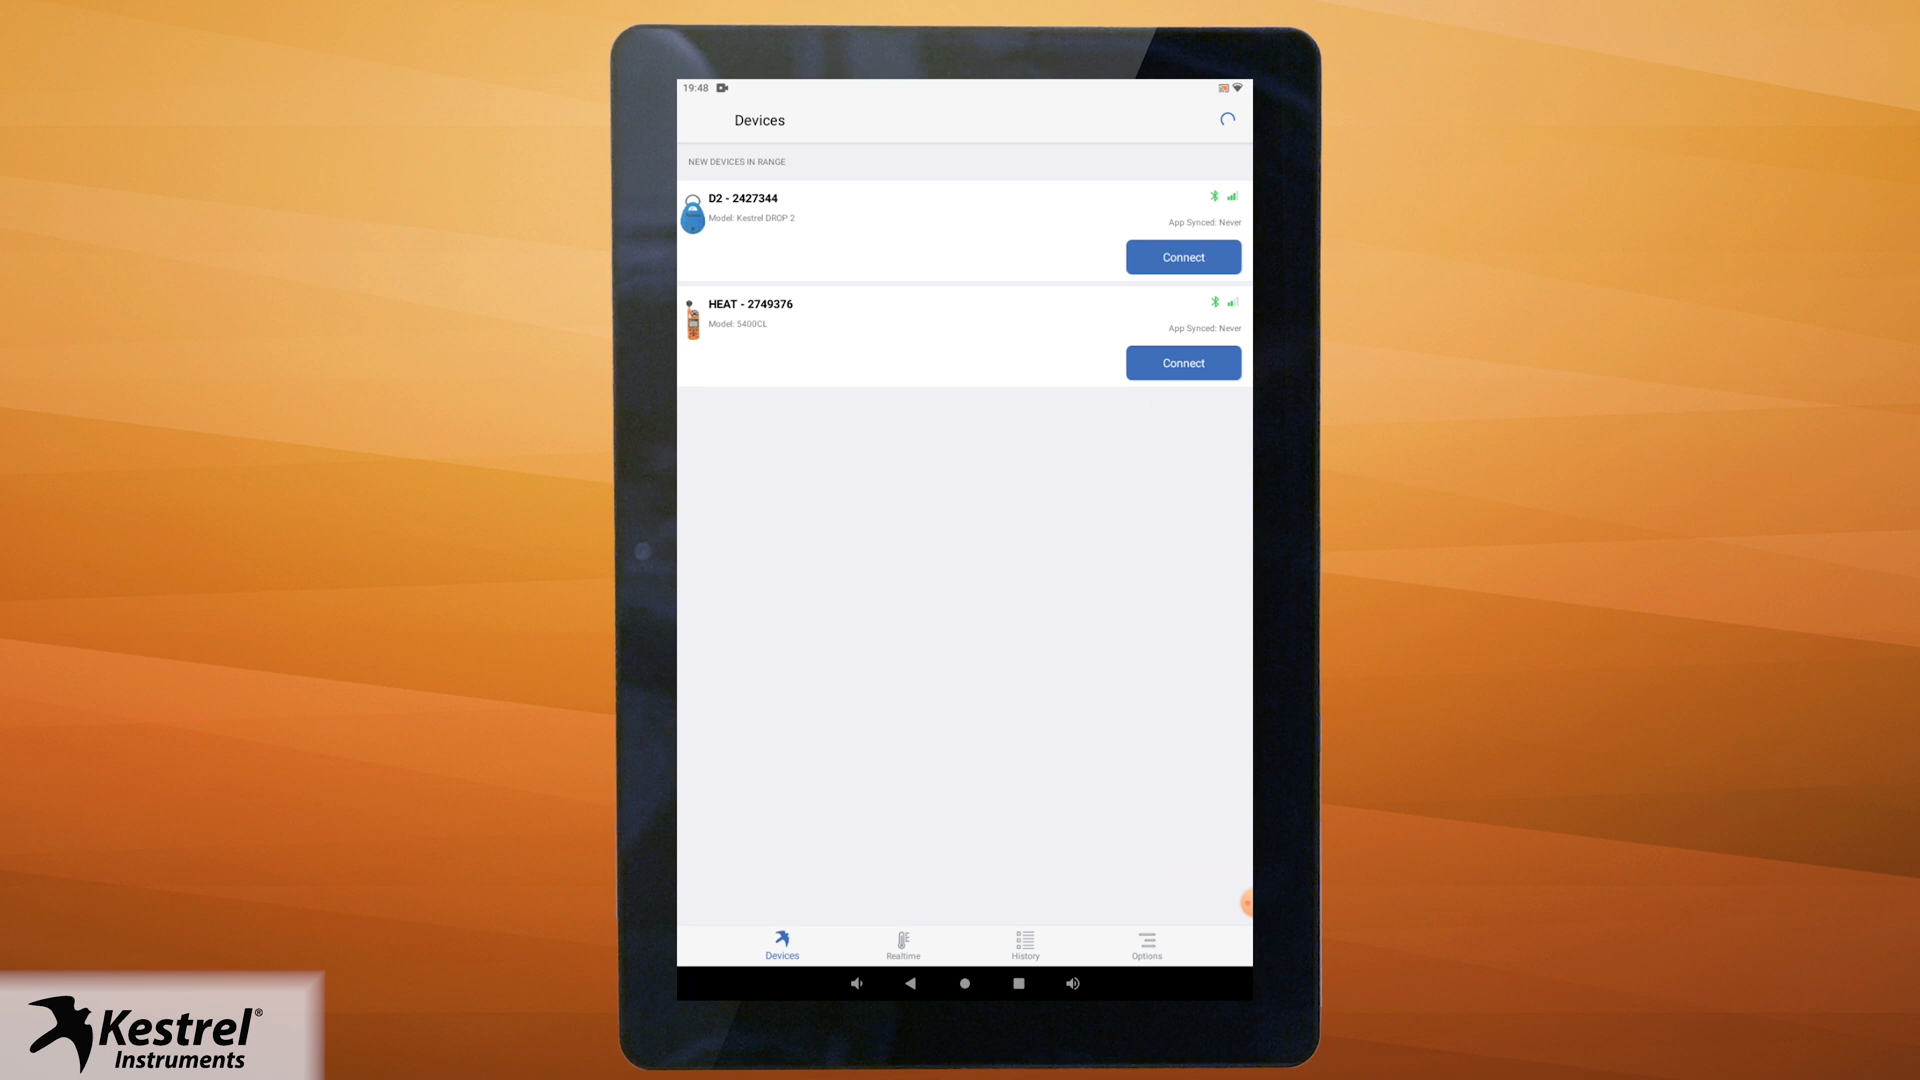 19:48
Devices
NEW DEVICES IN RANGE
D2 - 2427344
Model: Kestrel DROP 2
App Synced: Never
Connect
HEAT - 2749376
Model: 5400CL
App Synced: Never
Connect
Devices
Realtime
History
Options
Kestrel®
Instruments